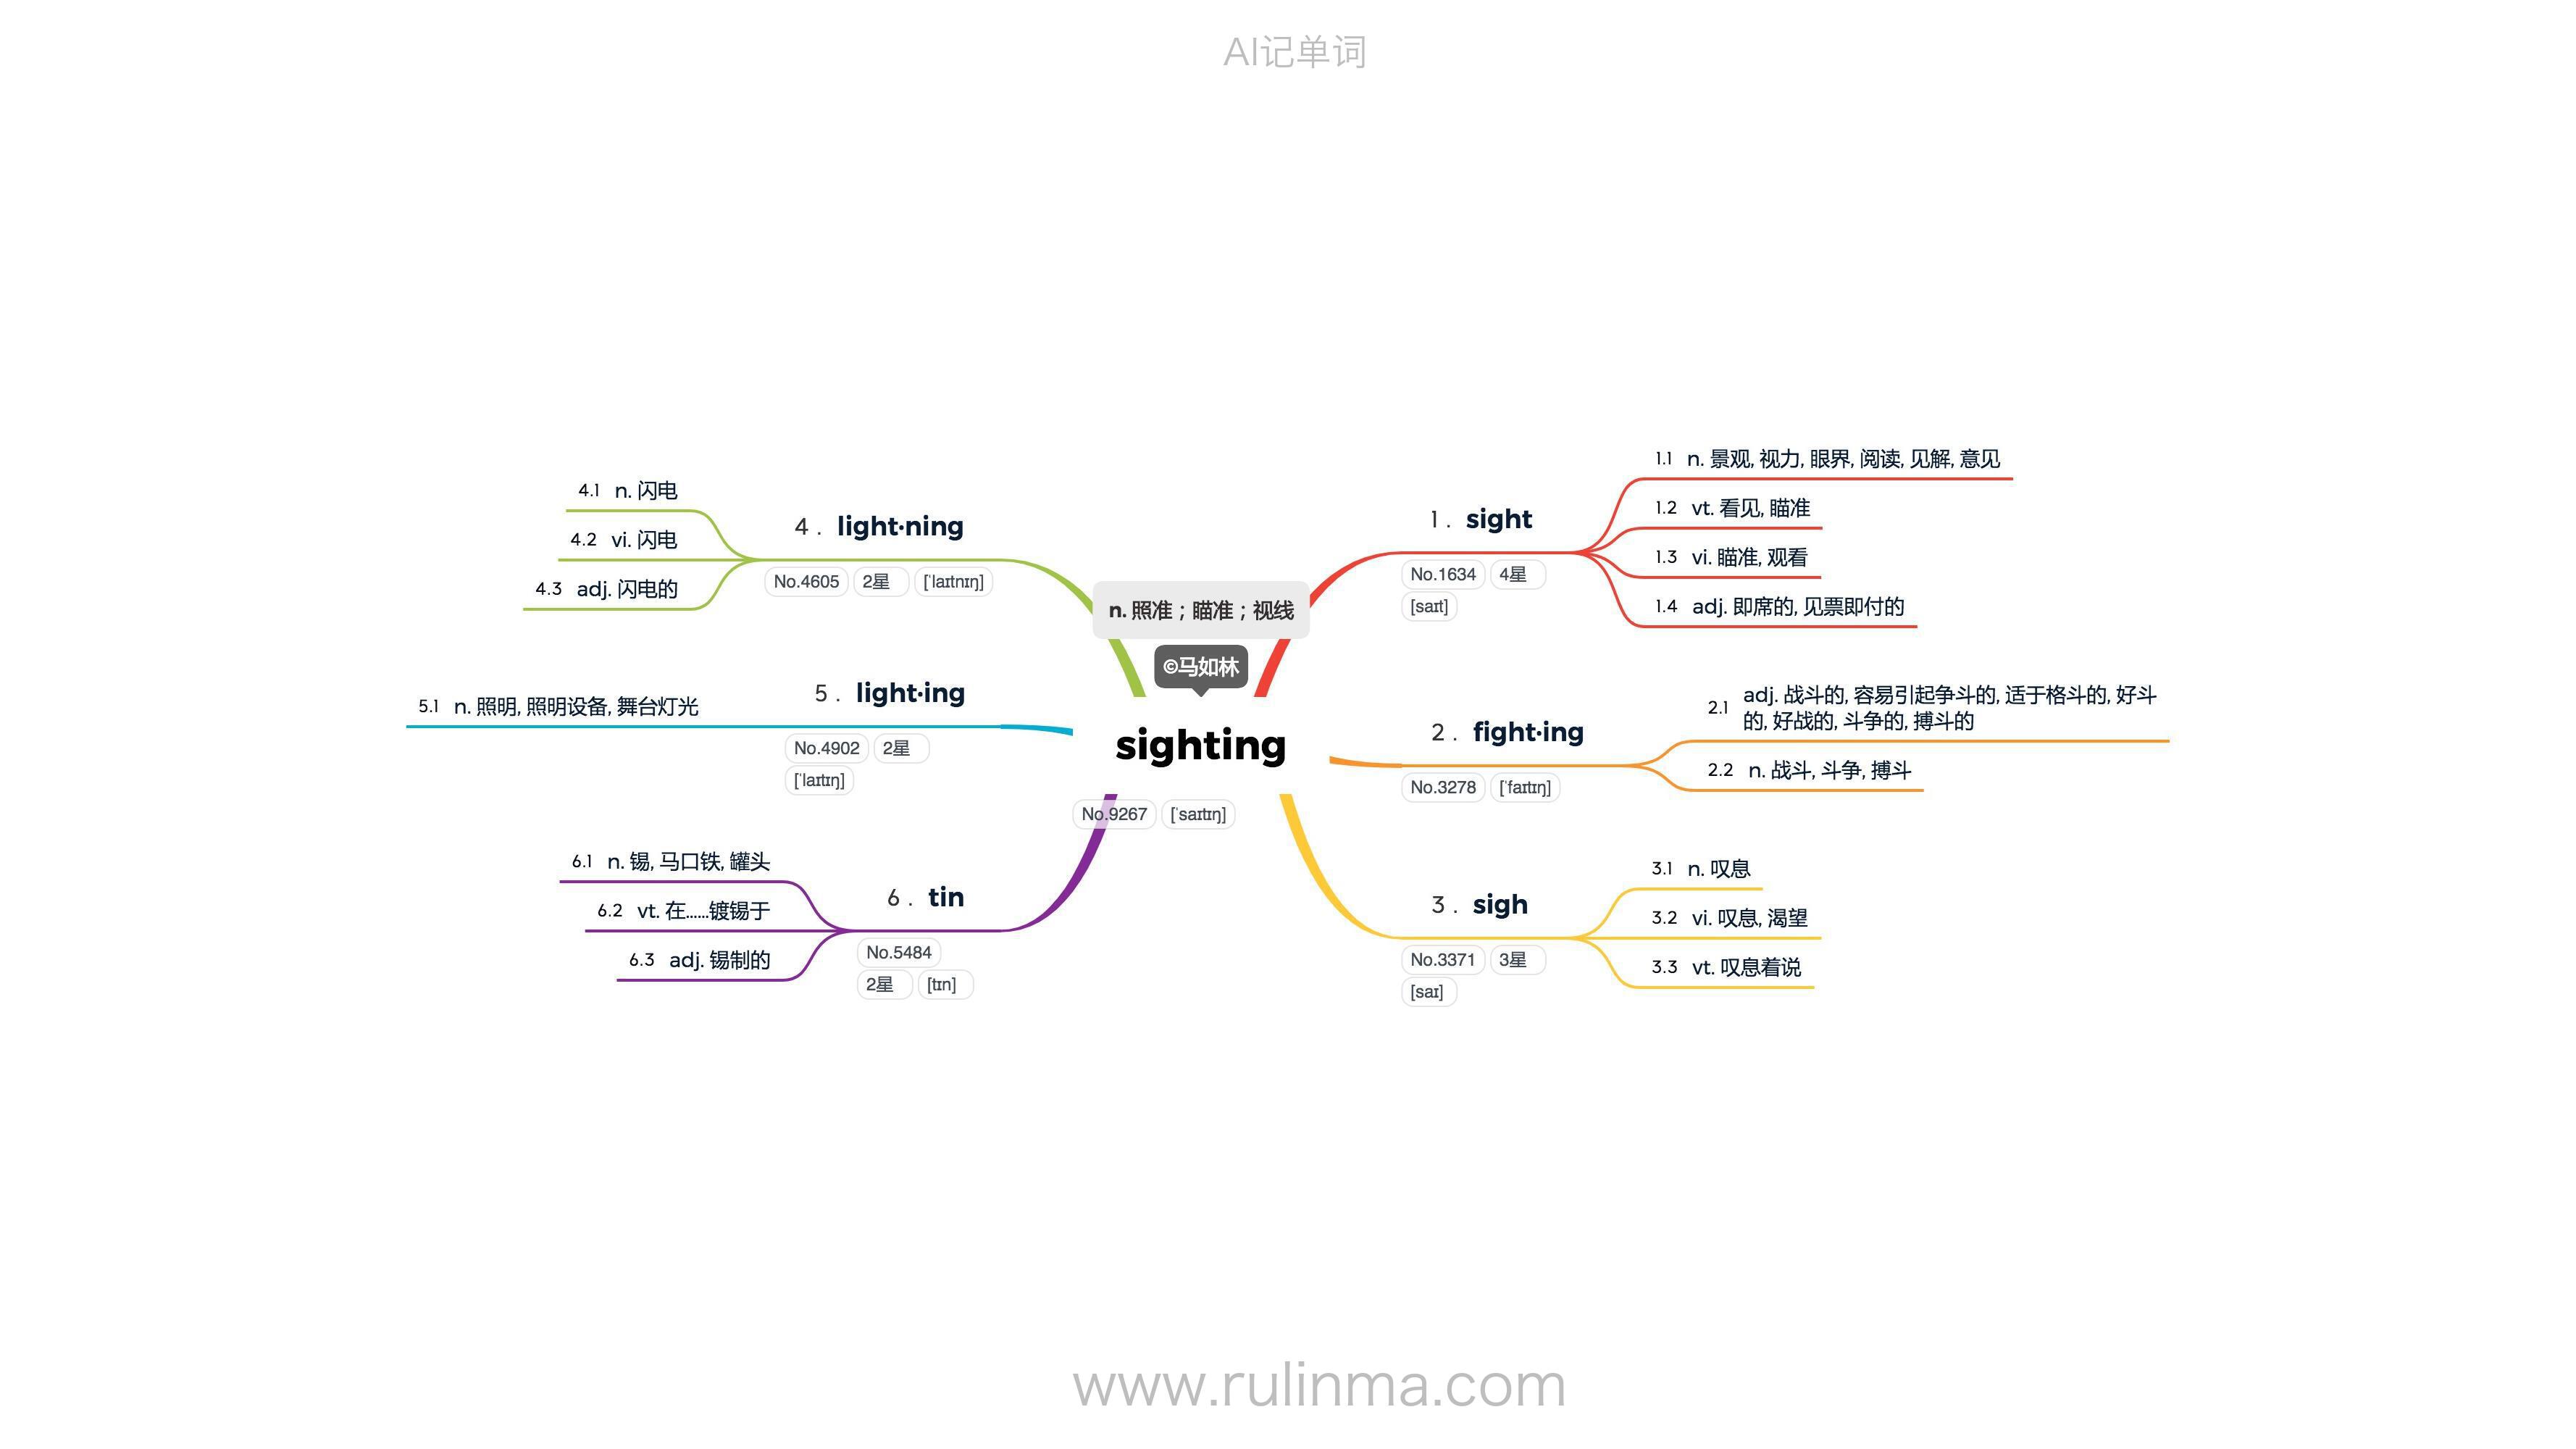 AI记单词
n. 照准；瞄准；视线
©马如林
sighting
No.9267 [ˈsaɪtɪŋ]
1. sight
No.1634 4星
[saɪt]
1.1 n. 景观, 视力, 眼界, 阅读, 见解, 意见
1.2 vt. 看见, 瞄准
1.3 vi. 瞄准, 观看
1.4 adj. 即席的, 见票即付的
2. fight·ing
No.3278 [ˈfaɪtɪŋ]
2.1 adj. 战斗的, 容易引起争斗的, 适于格斗的, 好斗
的, 好战的, 斗争的, 搏斗的
2.2 n. 战斗, 斗争, 搏斗
3. sigh
No.3371 3星
[saɪ]
3.1 n. 叹息
3.2 vi. 叹息, 渴望
3.3 vt. 叹息着说
4. light·ning
No.4605 2星 [ˈlaɪtnɪŋ]
4.1 n. 闪电
4.2 vi. 闪电
4.3 adj. 闪电的
5. light·ing
No.4902 2星
[ˈlaɪtɪŋ]
5.1 n. 照明, 照明设备, 舞台灯光
6. tin
No.5484
2星 [tɪn]
6.1 n. 锡, 马口铁, 罐头
6.2 vt. 在......镀锡于
6.3 adj. 锡制的
www.rulinma.com